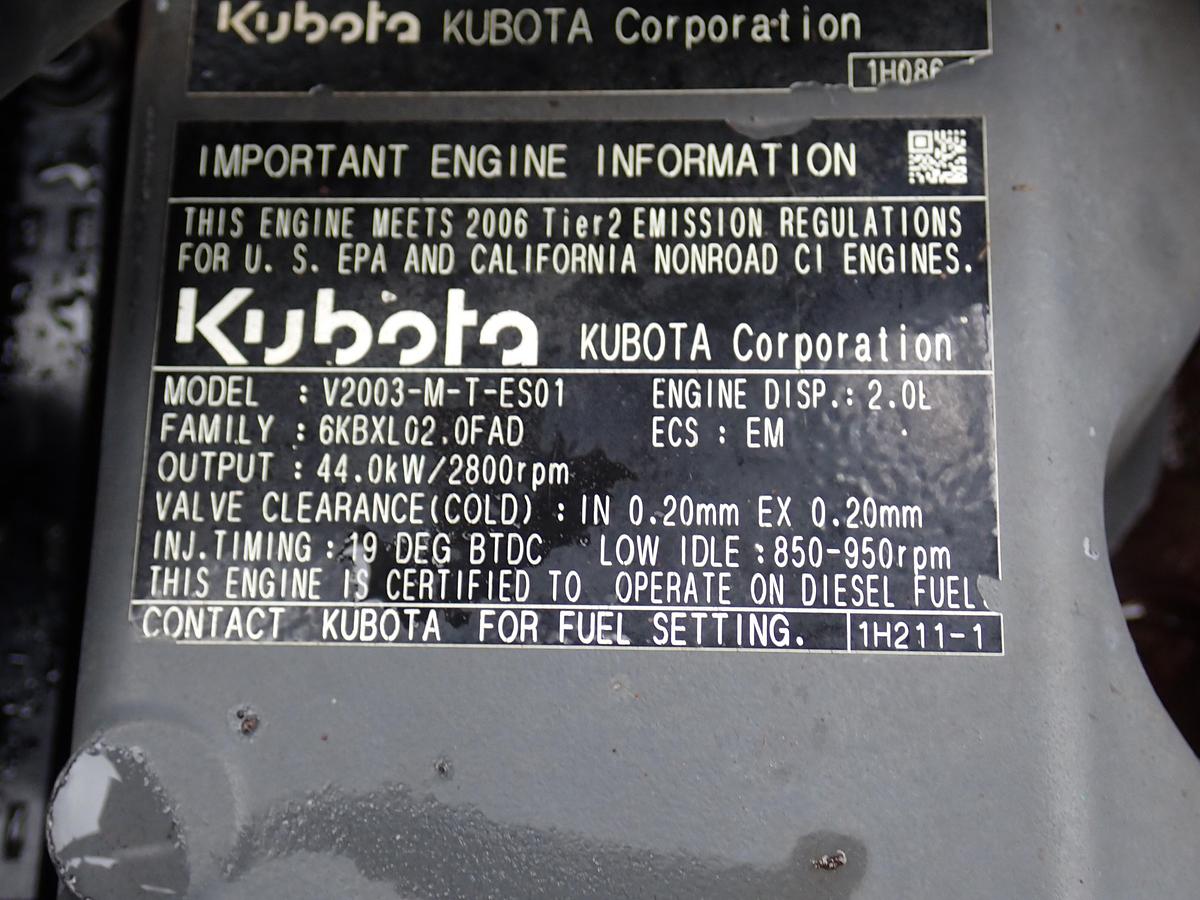 Kubota KUBOTA Corporation
1H086
IMPORTANT ENGINE INFORMATION
THIS ENGINE MEETS 2006 Tier2 EMISSION REGULATIONS
FOR U. S. EPA AND CALIFORNIA NONROAD CI ENGINES.
Kubota KUBOTA Corporation
MODEL : V2003-M-T-ES01 ENGINE DISP.: 2.0L
FAMILY : 6KBXL02.0FAD ECS : EM
OUTPUT : 44.0kW/2800rpm
VALVE CLEARANCE(COLD) : IN 0.20mm EX 0.20mm
INJ.TIMING : 19 DEG BTDC LOW IDLE :850-950rpm
THIS ENGINE IS CERTIFIED TO OPERATE ON DIESEL FUEL.
CONTACT KUBOTA FOR FUEL SETTING. 1H211-1